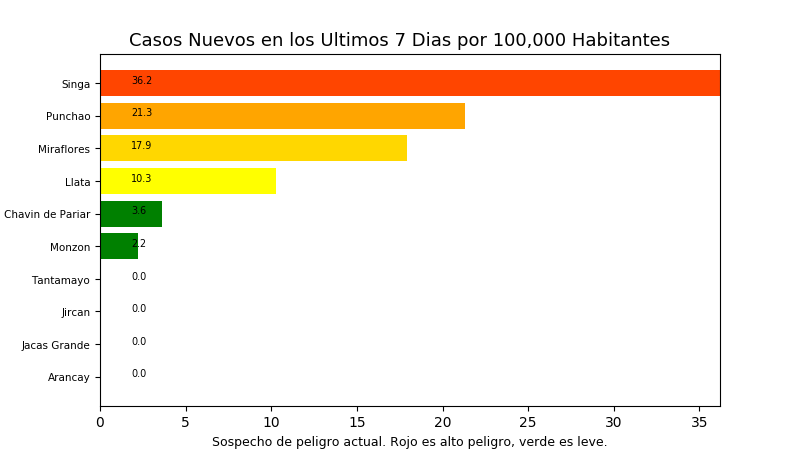 Casos Nuevos en los Ultimos 7 Dias por 100,000 Habitantes
Singa 36.2
Punchao 21.3
Miraflores 17.9
Llata 10.3
Chavin de Pariar 3.6
Monzon 2.2
Tantamayo 0.0
Jircan 0.0
Jacas Grande 0.0
Arancay 0.0
0 5 10 15 20 25 30 35
Sospecho de peligro actual. Rojo es alto peligro, verde es leve.